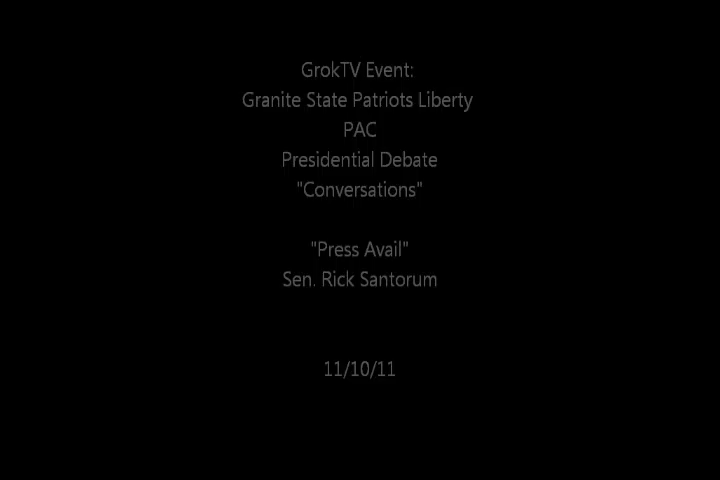 GrokTV Event:
Granite State Patriots Liberty
PAC
Presidential Debate
"Conversations"
"Press Avail"
Sen. Rick Santorum
11/10/11